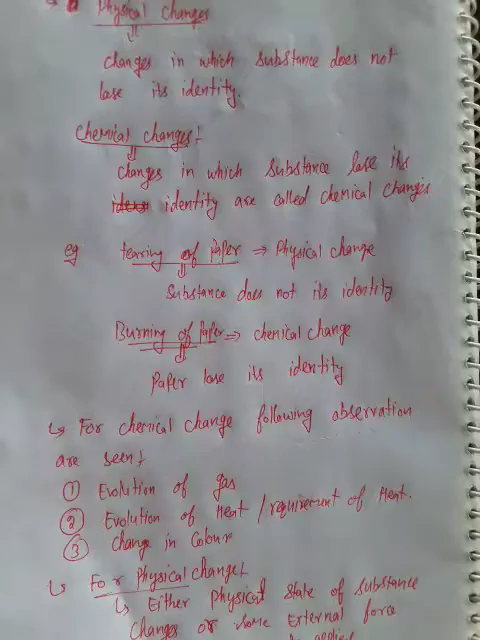 Physical Changes
⇓
changes in which substance does not
lase its identity.
Chemical changes:-
⇓
changes in which substance lase its
identity are called chemical changes
eg tearing of paper ⇒ Physical change
⇓
Substance does not its identity
Burning of Paper ⇒ chemical change
⇓
Paper lase its identity
↳ For chemical change following observation
are seen:-
① Evolution of gas
② Evolution of Heat / requirement of Heat.
③ Change in Colour
↳ For Physical change:-
↳ Either Physical State of substance
Changes or some External force